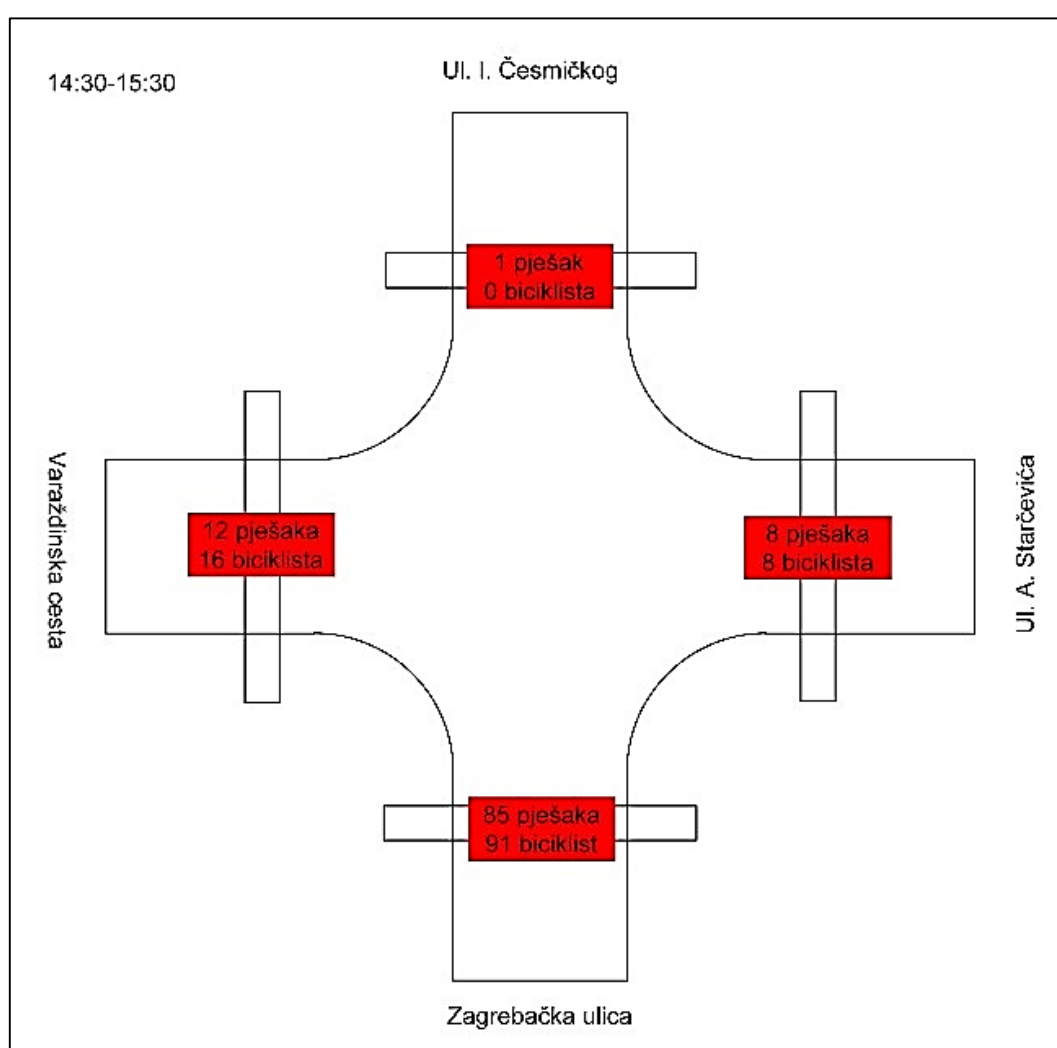 14:30-15:30
Ul. I. Česmičkog
1 pješak
0 biciklista
Varaždinska cesta
12 pješaka
16 biciklista
8 pješaka
8 biciklista
Ul. A. Starčevića
85 pješaka
91 biciklist
Zagrebačka ulica